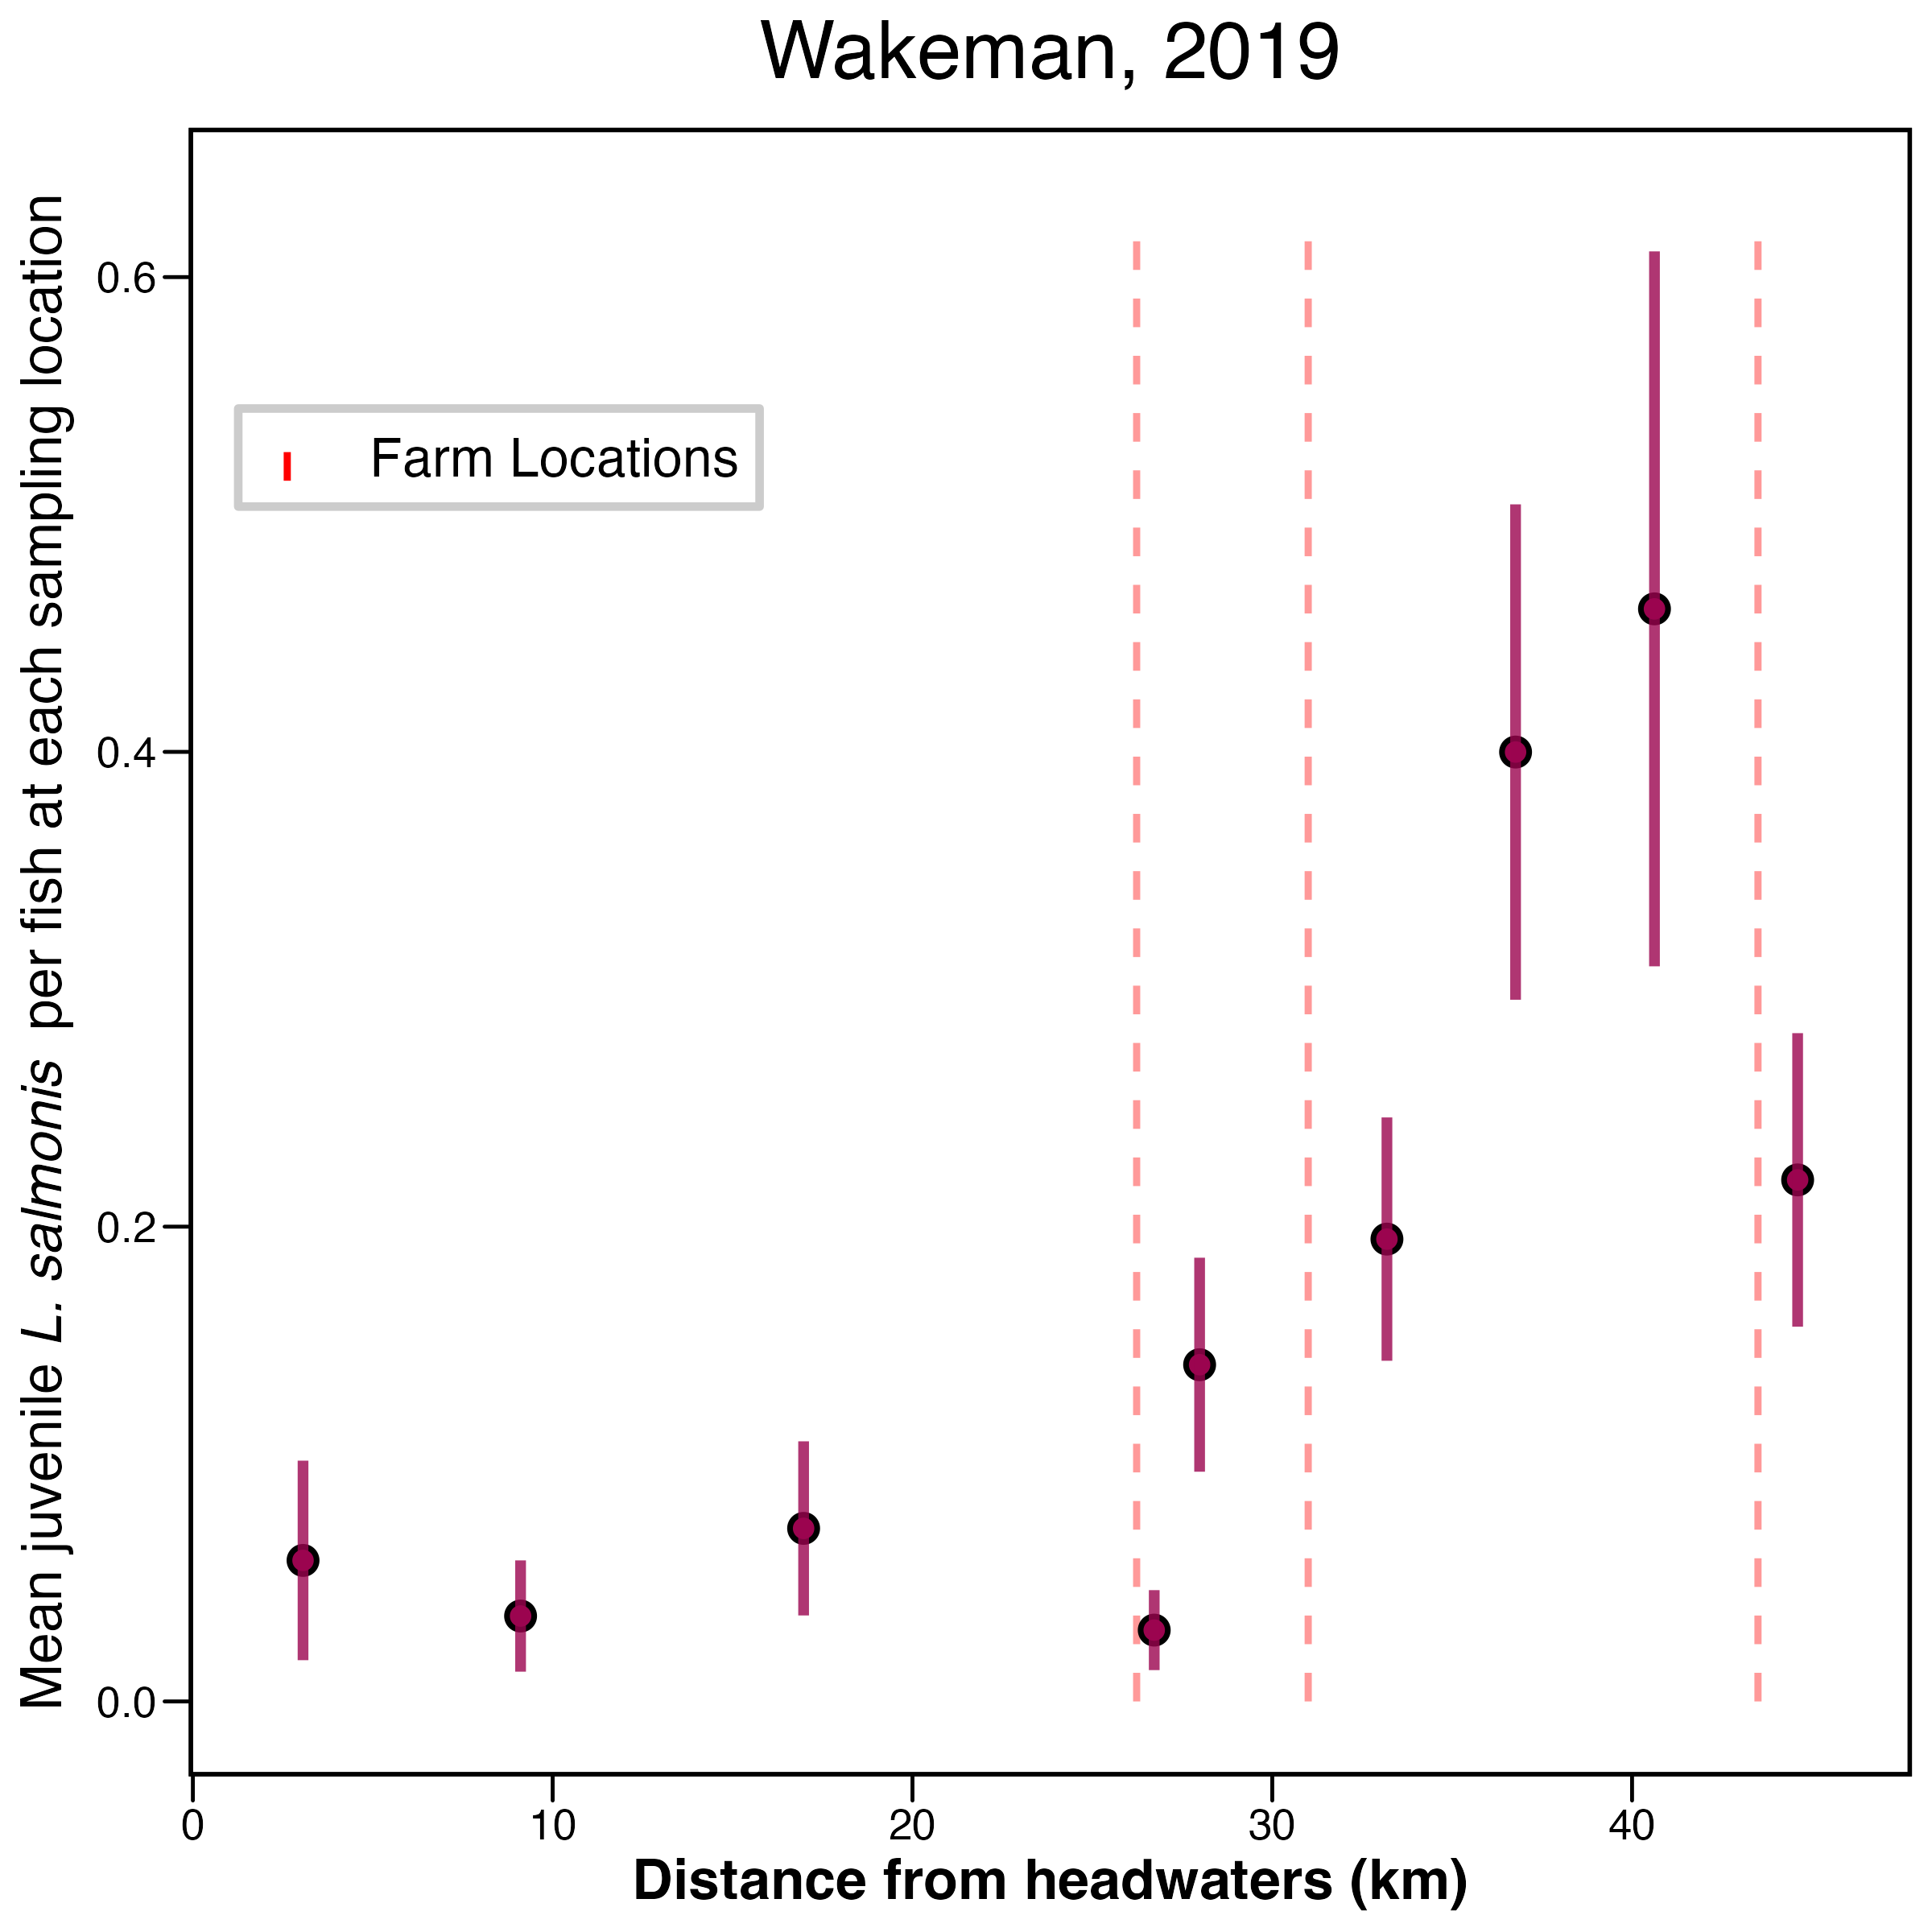 Wakeman, 2019
Mean juvenile L. salmonis per fish at each sampling location
0.6
0.4
0.2
0.0
Farm Locations
0
10
20
30
40
Distance from headwaters (km)